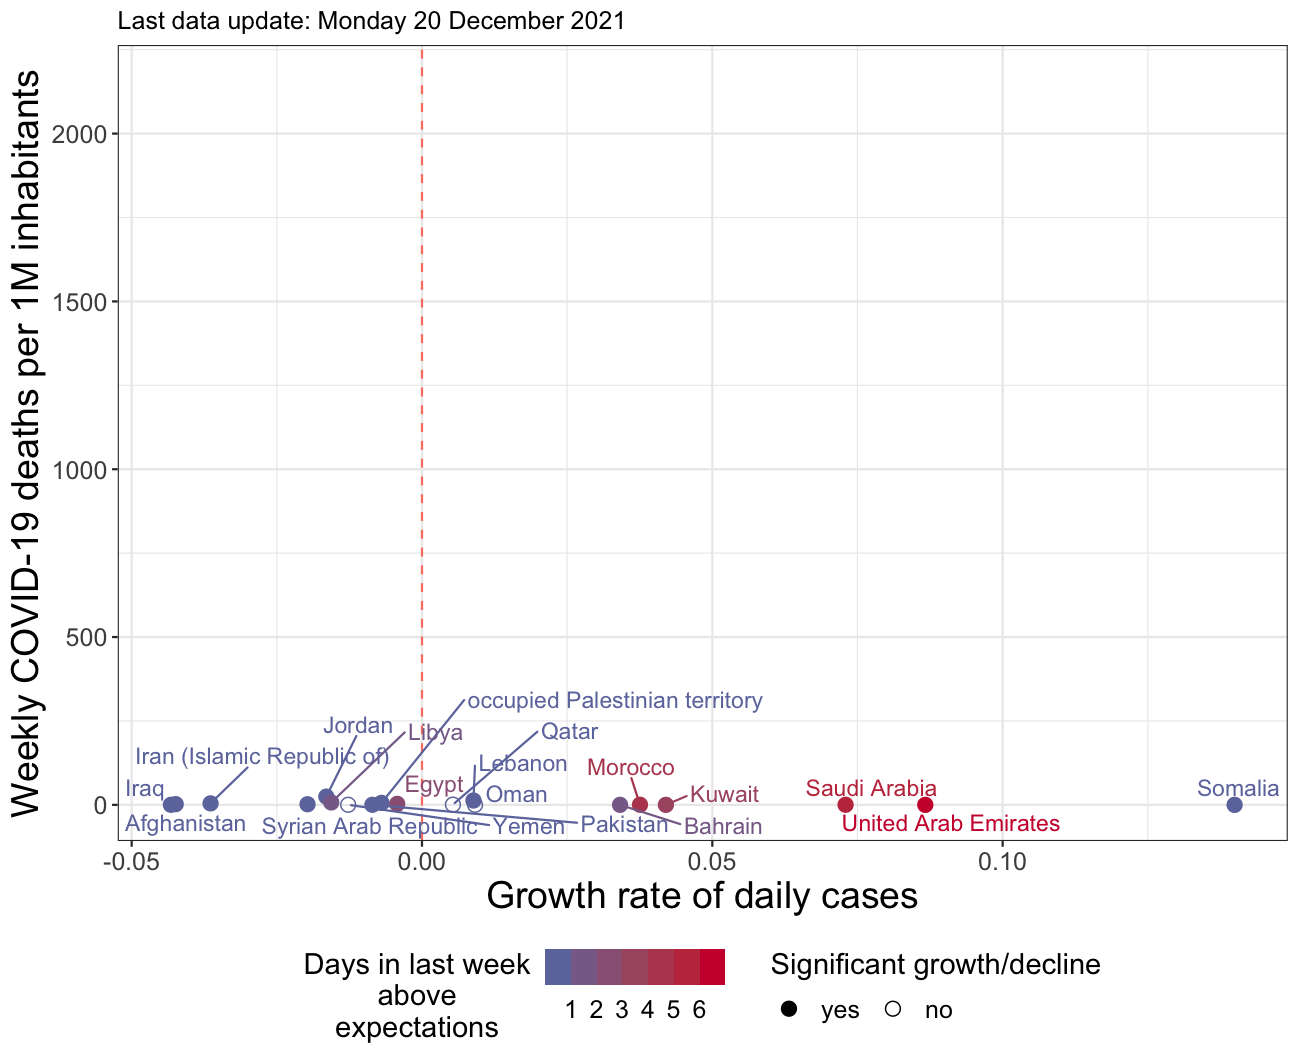 Last data update: Monday 20 December 2021
Weekly COVID-19 deaths per 1M inhabitants
2000
1500
1000
500
0
occupied Palestinian territory
Jordan
Libya
Qatar
Iran (Islamic Republic of)
Lebanon
Morocco
Iraq
Egypt
Oman
Kuwait
Saudi Arabia
Somalia
Afghanistan
Syrian Arab Republic
Yemen
Pakistan
Bahrain
United Arab Emirates
-0.05
0.00
0.05
0.10
Growth rate of daily cases
Days in last week
above
expectations
1 2 3 4 5 6
Significant growth/decline
yes no